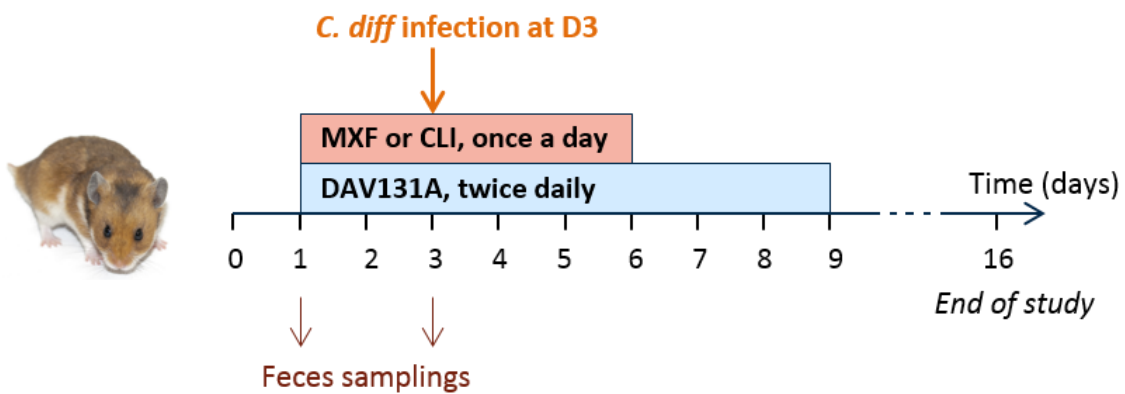 C. diff infection at D3
MXF or CLI, once a day
DAV131A, twice daily
Time (days)
0 1 2 3 4 5 6 7 8 9 16
End of study
Feces samplings